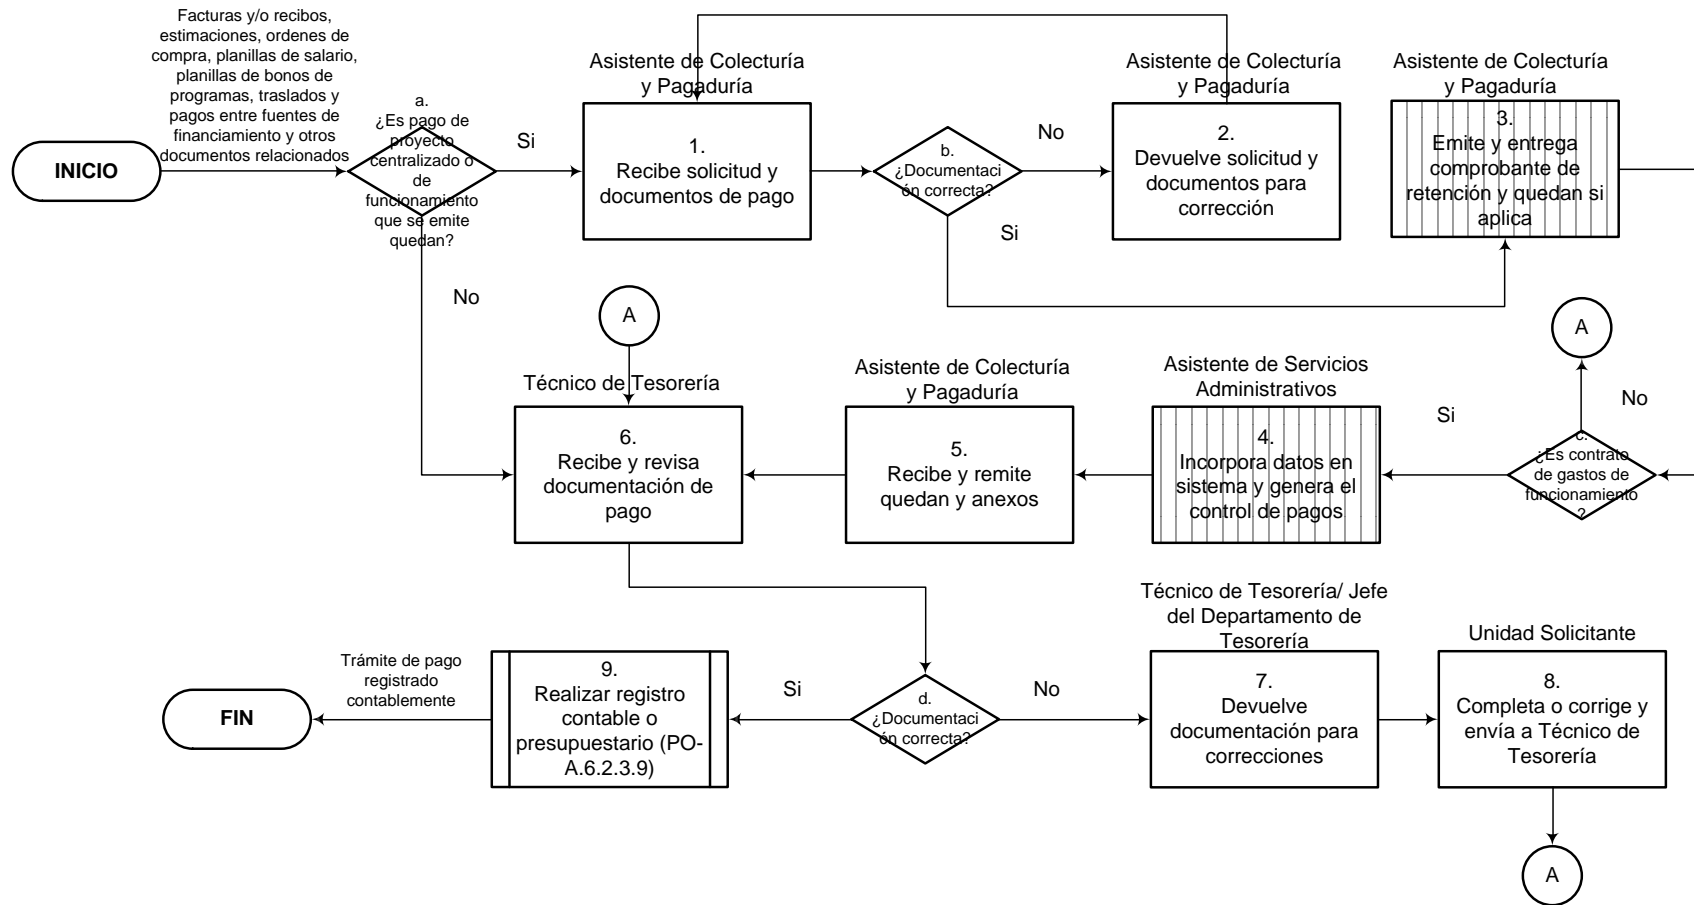 Facturas y/o recibos,
estimaciones, ordenes de
compra, planillas de salario,
planillas de bonos de
programas, traslados y
pagos entre fuentes de
financiamiento y otros
documentos relacionados
INICIO
a.
¿Es pago de
proyecto
centralizado o
de
funcionamiento
que se emite
quedan?
Si
No
Asistente de Colecturía
y Pagaduría
1.
Recibe solicitud y
documentos de pago
b.
¿Documentaci
ón correcta?
No
Si
Asistente de Colecturía
y Pagaduría
2.
Devuelve solicitud y
documentos para
corrección
Asistente de Colecturía
y Pagaduría
3.
Emite y entrega
comprobante de
retención y quedan si
aplica
A
Técnico de Tesorería
6.
Recibe y revisa
documentación de
pago
Asistente de Colecturía
y Pagaduría
5.
Recibe y remite
quedan y anexos
Asistente de Servicios
Administrativos
4.
Incorpora datos en
sistema y genera el
control de pagos
Si
A
No
c.
¿Es contrato
de gastos de
funcionamiento
?
Trámite de pago
registrado
contablemente
FIN
9.
Realizar registro
contable o
presupuestario (PO-
A.6.2.3.9)
Si
d.
¿Documentaci
ón correcta?
No
Técnico de Tesorería/ Jefe
del Departamento de
Tesorería
7.
Devuelve
documentación para
correcciones
Unidad Solicitante
8.
Completa o corrige y
envía a Técnico de
Tesorería
A